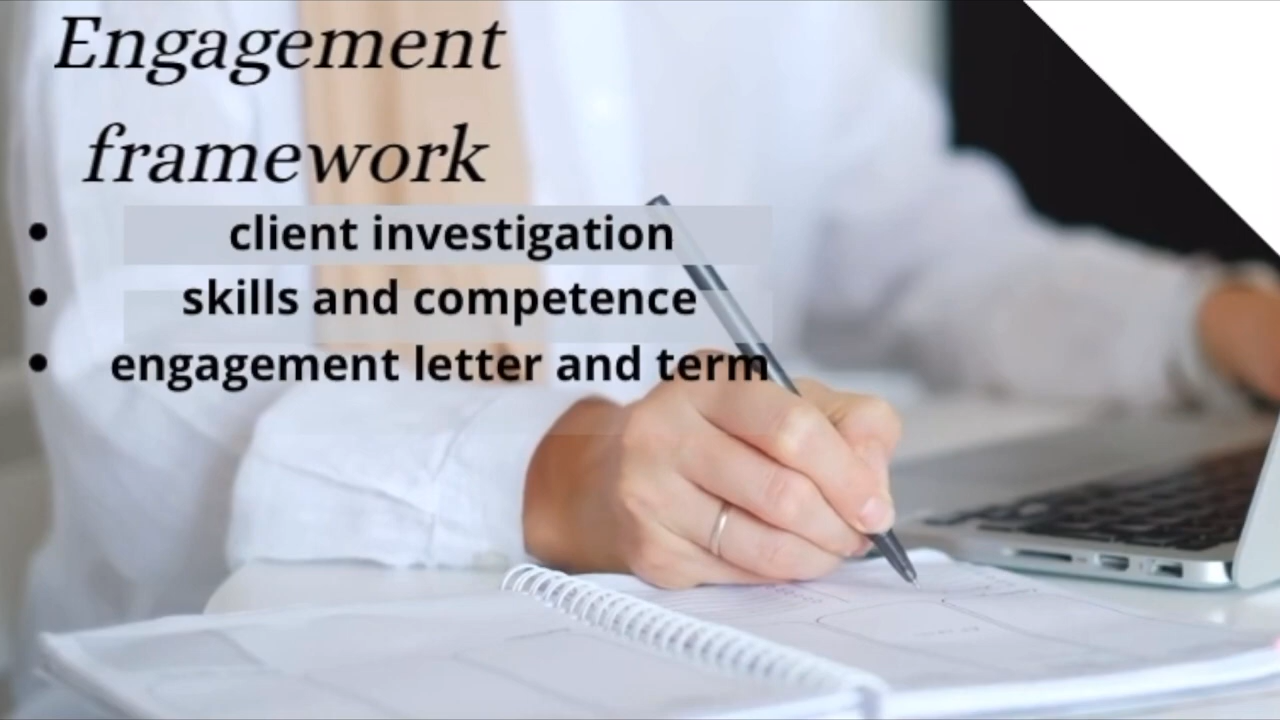 Engagement
framework
• client investigation
• skills and competence
• engagement letter and term